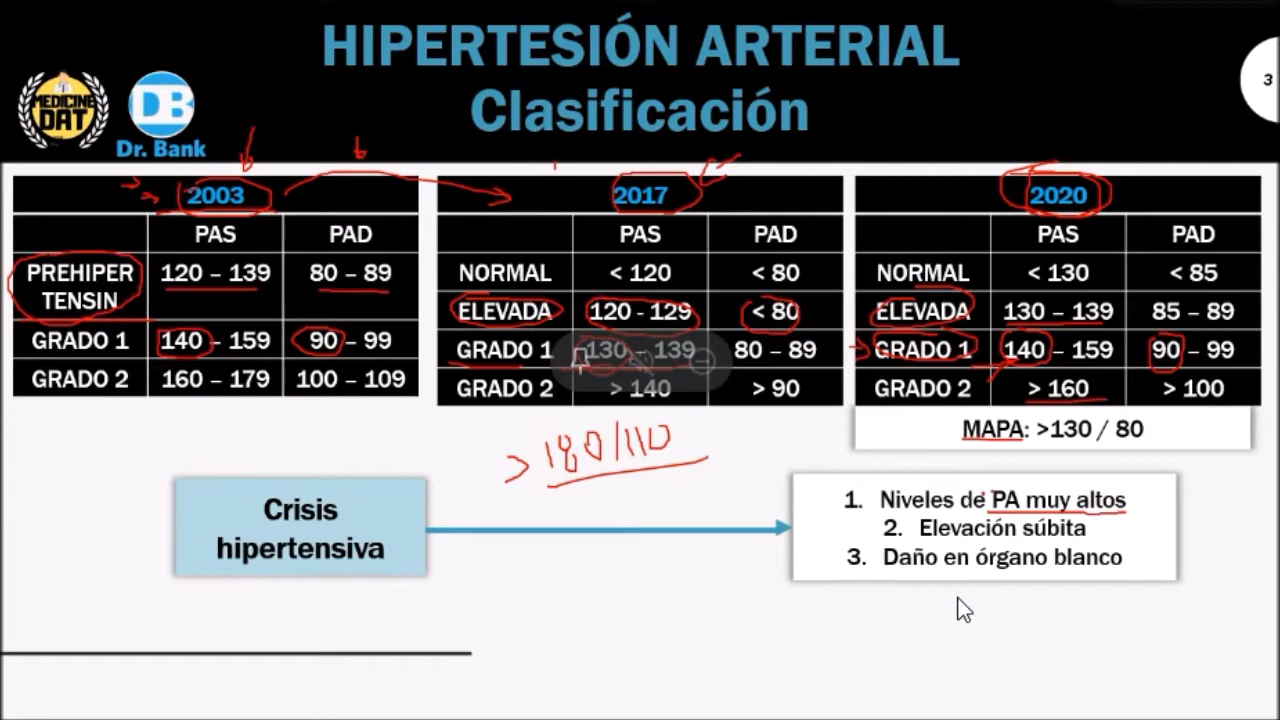 HIPERTESIÓN ARTERIAL
Clasificación
3
MEDICINE
DAT
DB
Dr. Bank
2003
PAS PAD
PREHIPER
TENSIN 120 – 139 80 – 89
GRADO 1 140 – 159 90 – 99
GRADO 2 160 – 179 100 – 109
2017
PAS PAD
NORMAL < 120 < 80
ELEVADA 120 - 129 < 80
GRADO 1 130 – 139 80 – 89
GRADO 2 > 140 > 90
2020
PAS PAD
NORMAL < 130 < 85
ELEVADA 130 – 139 85 – 89
GRADO 1 140 – 159 90 – 99
GRADO 2 > 160 > 100
MAPA: >130 / 80
> 180/110
Crisis
hipertensiva
1. Niveles de PA muy altos
2. Elevación súbita
3. Daño en órgano blanco